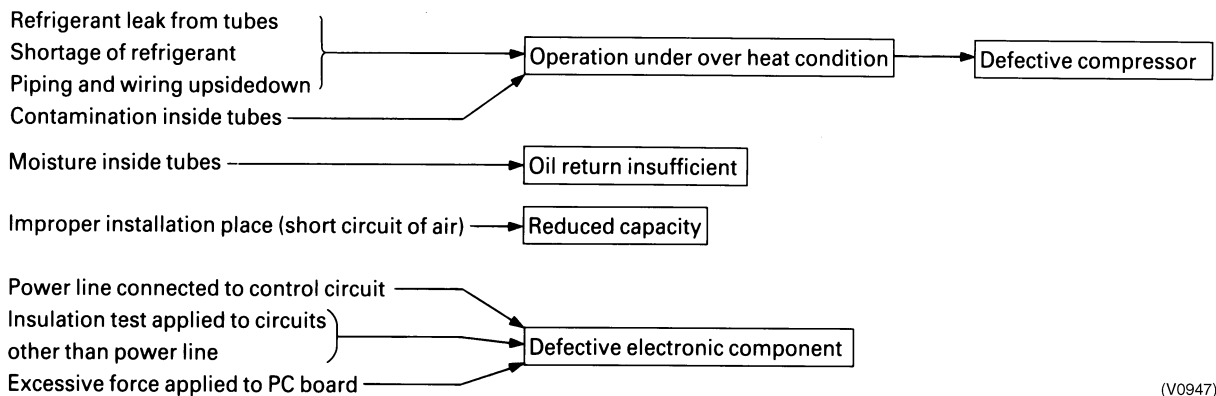 Refrigerant leak from tubes
Shortage of refrigerant
Piping and wiring upsidedown
Contamination inside tubes
Operation under over heat condition
Defective compressor
Moisture inside tubes
Oil return insufficient
Improper installation place (short circuit of air)
Reduced capacity
Power line connected to control circuit
Insulation test applied to circuits
other than power line
Excessive force applied to PC board
Defective electronic component
(V0947)